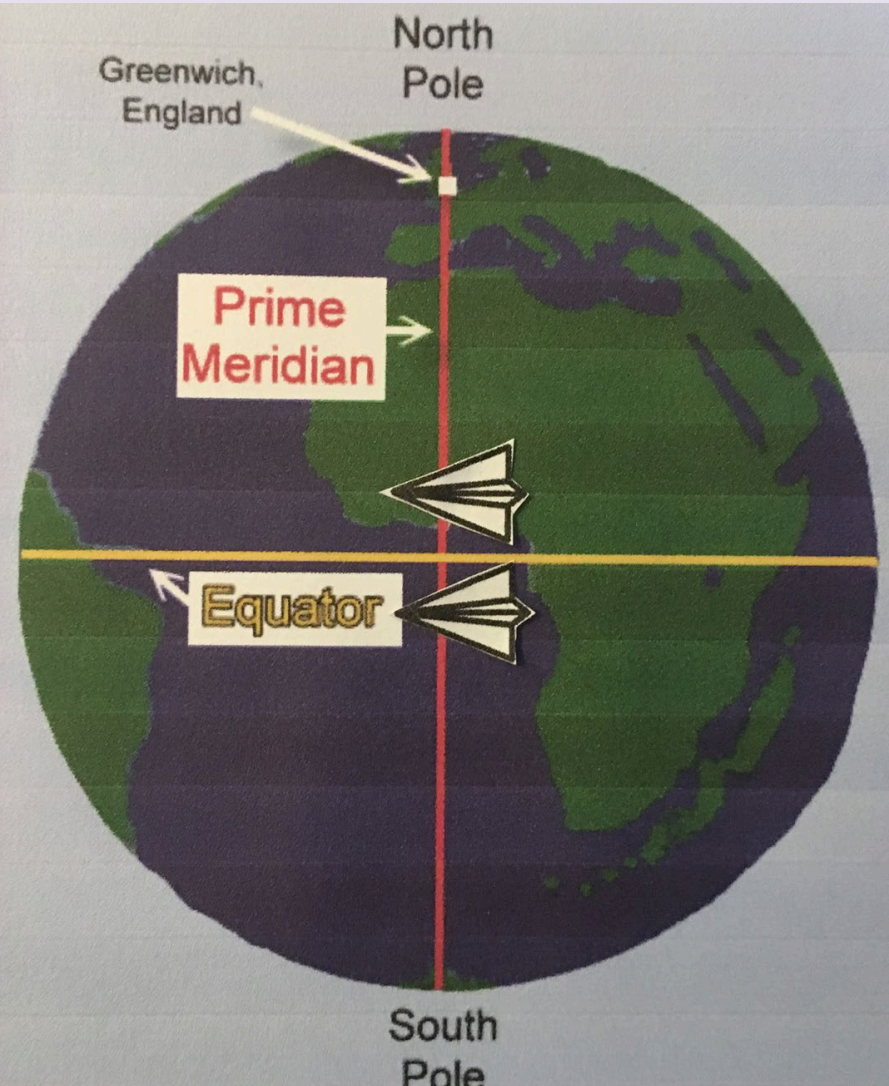 North
Pole
Greenwich,
England
Prime
Meridian
Equator
South
Pole